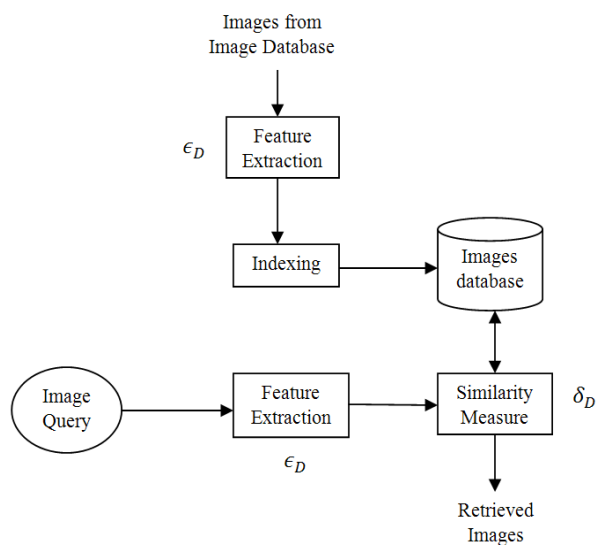 Images from
Image Database
ϵ_D
Feature
Extraction
Indexing
Images
database
Image
Query
Feature
Extraction
ϵ_D
Similarity
Measure
δ_D
Retrieved
Images